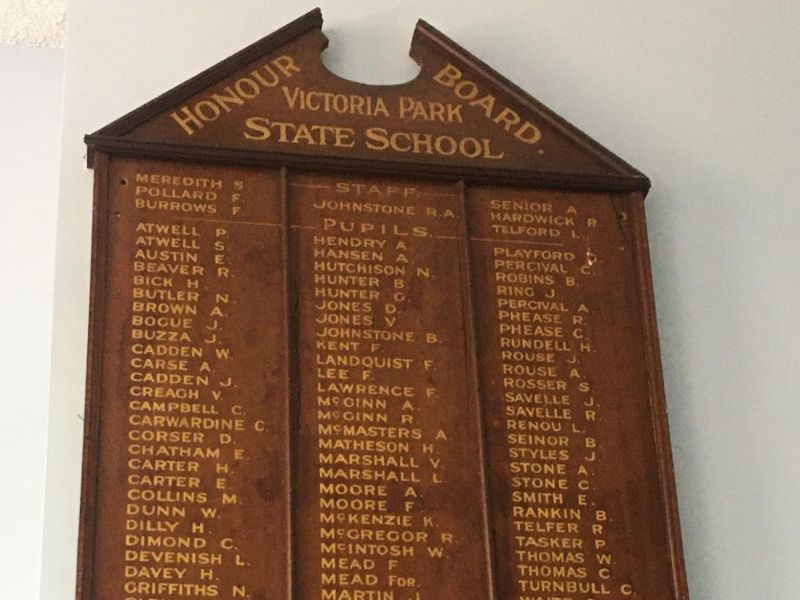 HONOUR BOARD.
VICTORIA PARK
STATE SCHOOL
STAFF
MEREDITH S
POLLARD F.
BURROWS F.
JOHNSTONE R.A.
SENIOR A.
HARDWICK P.
TELFORD L.
PUPILS.
ATWELL P.
ATWELL S.
AUSTIN E.
BEAVER R.
BICK H
BUTLER N.
BROWN A.
BOGUE J.
BUZZA J.
CADDEN W.
CARSE A.
CADDEN J.
CREAGH V.
CAMPBELL C.
CARWARDINE C.
CORSER D.
CHATHAM E.
CARTER H.
CARTER E.
COLLINS M.
DUNN W.
DILLY H.
DIMOND C.
DEVENISH L.
DAVEY H.
GRIFFITHS N.
HENDRY A.
HANSEN A.
HUTCHISON N.
HUNTER B.
HUNTER G.
JONES D.
JONES V.
JOHNSTONE B.
KENT F.
LANDQUIST F.
LEE F.
LAWRENCE F.
McGINN A.
McGINN R.
McMASTERS A.
MATHESON H.
MARSHALL V.
MARSHALL L.
MOORE A.
MOORE F.
McKENZIE K.
McGREGOR R.
McINTOSH W.
MEAD F.
MEAD FOR.
MARTIN J.
PLAYFORD
PERCIVAL C.
ROBINS B.
RING J.
PERCIVAL A.
PHEASE R.
PHEASE C.
RUNDELL H.
ROUSE J.
ROUSE A.
ROSSER S.
SAVELLE J.
SAVELLE R.
RENOU L.
SEINOR B.
STYLES J.
STONE A.
STONE C.
SMITH E.
RANKIN B.
TELFER R
TASKER P
THOMAS W.
THOMAS C.
TURNBULL C.